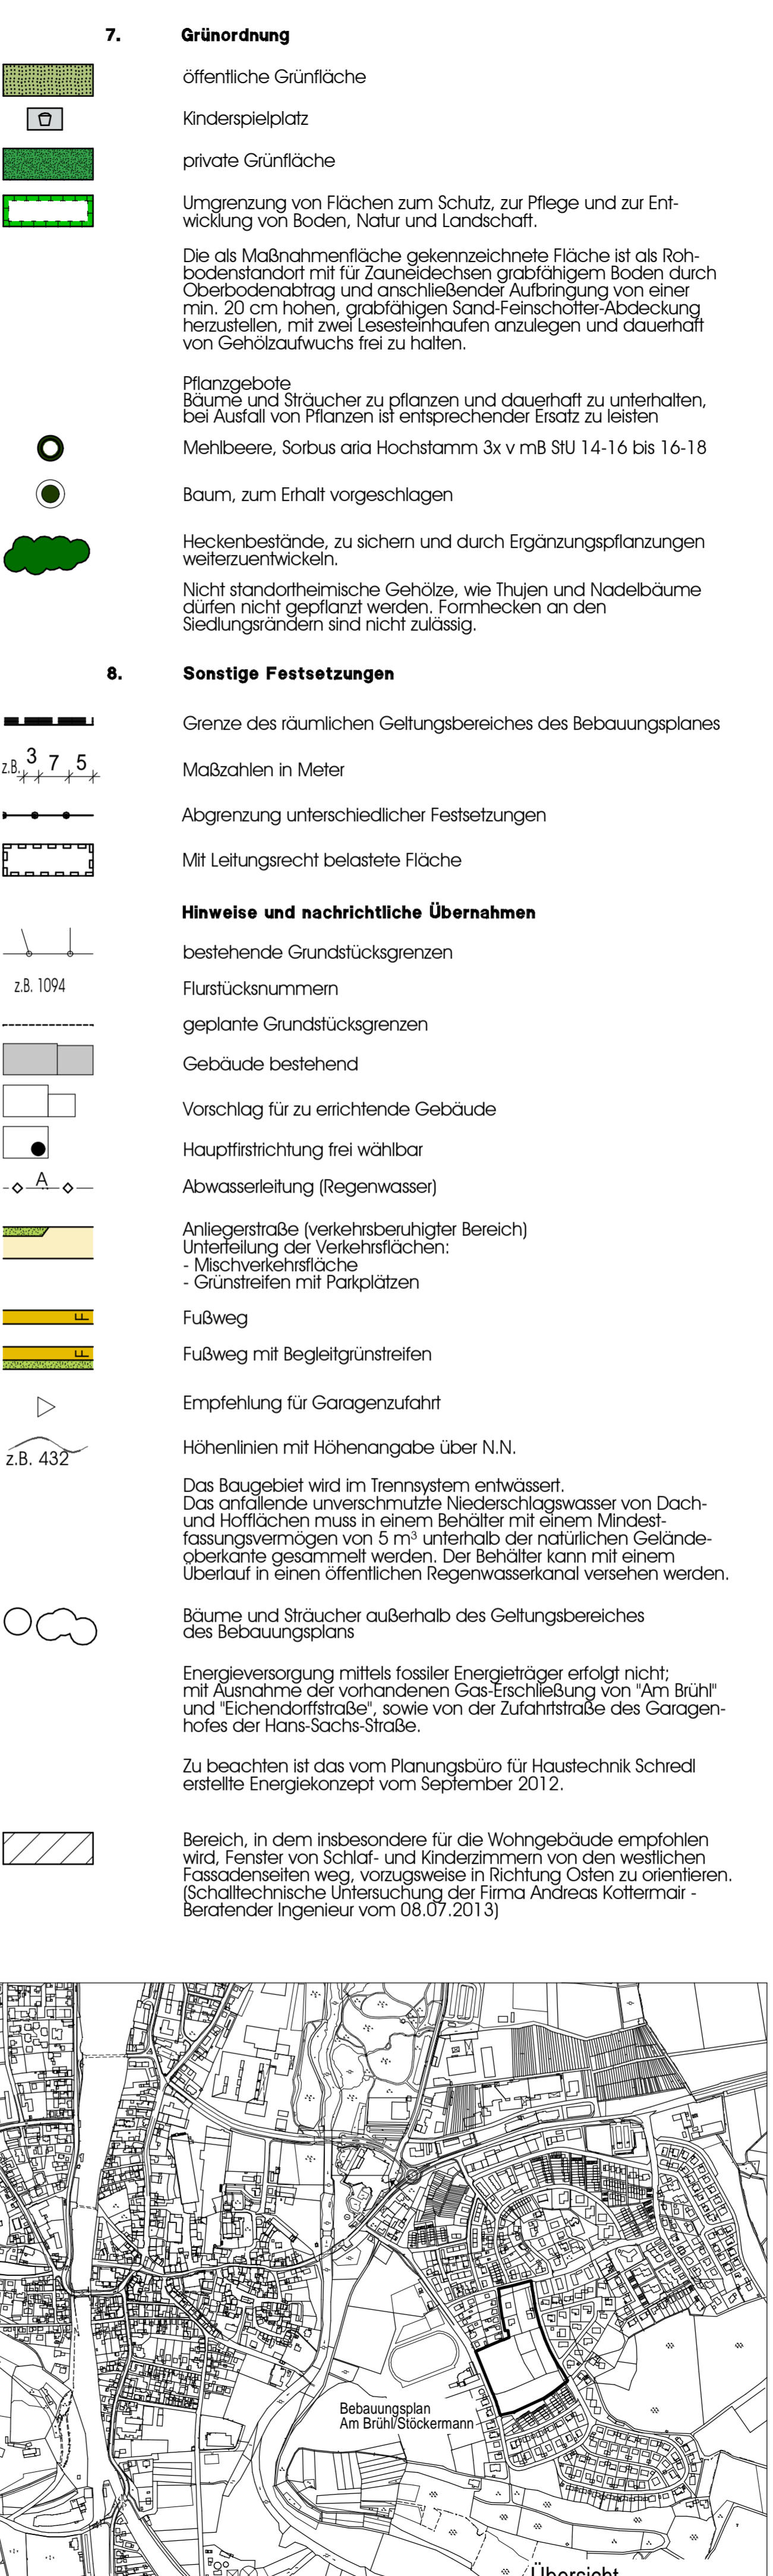 7. Grünordnung
öffentliche Grünfläche
Kinderspielplatz
private Grünfläche
Umgrenzung von Flächen zum Schutz, zur Pflege und zur Ent-
wicklung von Boden, Natur und Landschaft.
Die als Maßnahmenfläche gekennzeichnete Fläche ist als Roh-
bodenstandort mit für Zauneidechsen grabfähigem Boden durch
Oberbodenabtrag und anschließender Aufbringung von einer
min. 20 cm hohen, grabfähigen Sand-Feinschotter-Abdeckung
herzustellen, mit zwei Lesesteinhaufen anzulegen und dauerhaft
von Gehölzaufwuchs frei zu halten.
Pflanzgebote
Bäume und Sträucher zu pflanzen und dauerhaft zu unterhalten,
bei Ausfall von Pflanzen ist entsprechender Ersatz zu leisten
Mehlbeere, Sorbus aria Hochstamm 3x v mB StU 14-16 bis 16-18
Baum, zum Erhalt vorgeschlagen
Heckenbestände, zu sichern und durch Ergänzungspflanzungen
weiterzuentwickeln.
Nicht standortheimische Gehölze, wie Thujen und Nadelbäume
dürfen nicht gepflanzt werden. Formhecken an den
Siedlungsrändern sind nicht zulässig.
8. Sonstige Festsetzungen
Grenze des räumlichen Geltungsbereiches des Bebauungsplanes
z.B. 3 7 5 Maßzahlen in Meter
Abgrenzung unterschiedlicher Festsetzungen
Mit Leitungsrecht belastete Fläche
Hinweise und nachrichtliche Übernahmen
bestehende Grundstücksgrenzen
z.B. 1094 Flurstücksnummern
geplante Grundstücksgrenzen
Gebäude bestehend
Vorschlag für zu errichtende Gebäude
Hauptfirstrichtung frei wählbar
A Abwasserleitung (Regenwasser)
Anliegerstraße (verkehrsberuhigter Bereich)
Unterteilung der Verkehrsflächen:
- Mischverkehrsfläche
- Grünstreifen mit Parkplätzen
F Fußweg
F Fußweg mit Begleitgrünstreifen
Empfehlung für Garagenzufahrt
z.B. 432 Höhenlinien mit Höhenangabe über N.N.
Das Baugebiet wird im Trennsystem entwässert.
Das anfallende unverschmutzte Niederschlagswasser von Dach-
und Hofflächen muss in einem Behälter mit einem Mindest-
fassungsvermögen von 5 m³ unterhalb der natürlichen Gelände-
oberkante gesammelt werden. Der Behälter kann mit einem
Überlauf in einen öffentlichen Regenwasserkanal versehen werden.
Bäume und Sträucher außerhalb des Geltungsbereiches
des Bebauungsplans
Energieversorgung mittels fossiler Energieträger erfolgt nicht;
mit Ausnahme der vorhandenen Gas-Erschließung von "Am Brühl"
und "Eichendorffstraße", sowie von der Zufahrtstraße des Garagen-
hofes der Hans-Sachs-Straße.
Zu beachten ist das vom Planungsbüro für Haustechnik Schredl
erstellte Energiekonzept vom September 2012.
Bereich, in dem insbesondere für die Wohngebäude empfohlen
wird, Fenster von Schlaf- und Kinderzimmern von den westlichen
Fassadenseiten weg, vorzugsweise in Richtung Osten zu orientieren.
(Schalltechnische Untersuchung der Firma Andreas Kottermair -
Beratender Ingenieur vom 08.07.2013)
Bebauungsplan
Am Brühl/Stöckermann
Übersicht